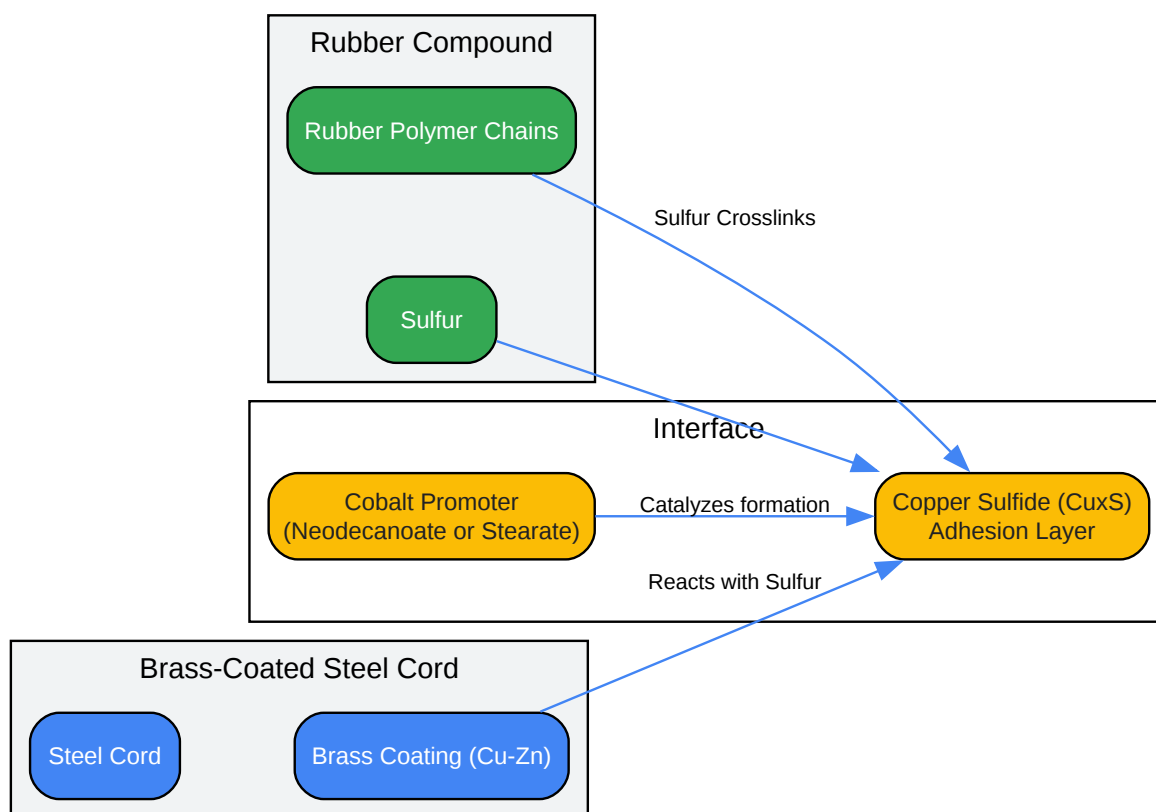 Rubber Compound
Rubber Polymer Chains
Sulfur Crosslinks
Sulfur
Interface
Cobalt Promoter
(Neodecanoate or Stearate)
Catalyzes formation
Copper Sulfide (CuxS)
Adhesion Layer
Reacts with Sulfur
Brass-Coated Steel Cord
Steel Cord
Brass Coating (Cu-Zn)